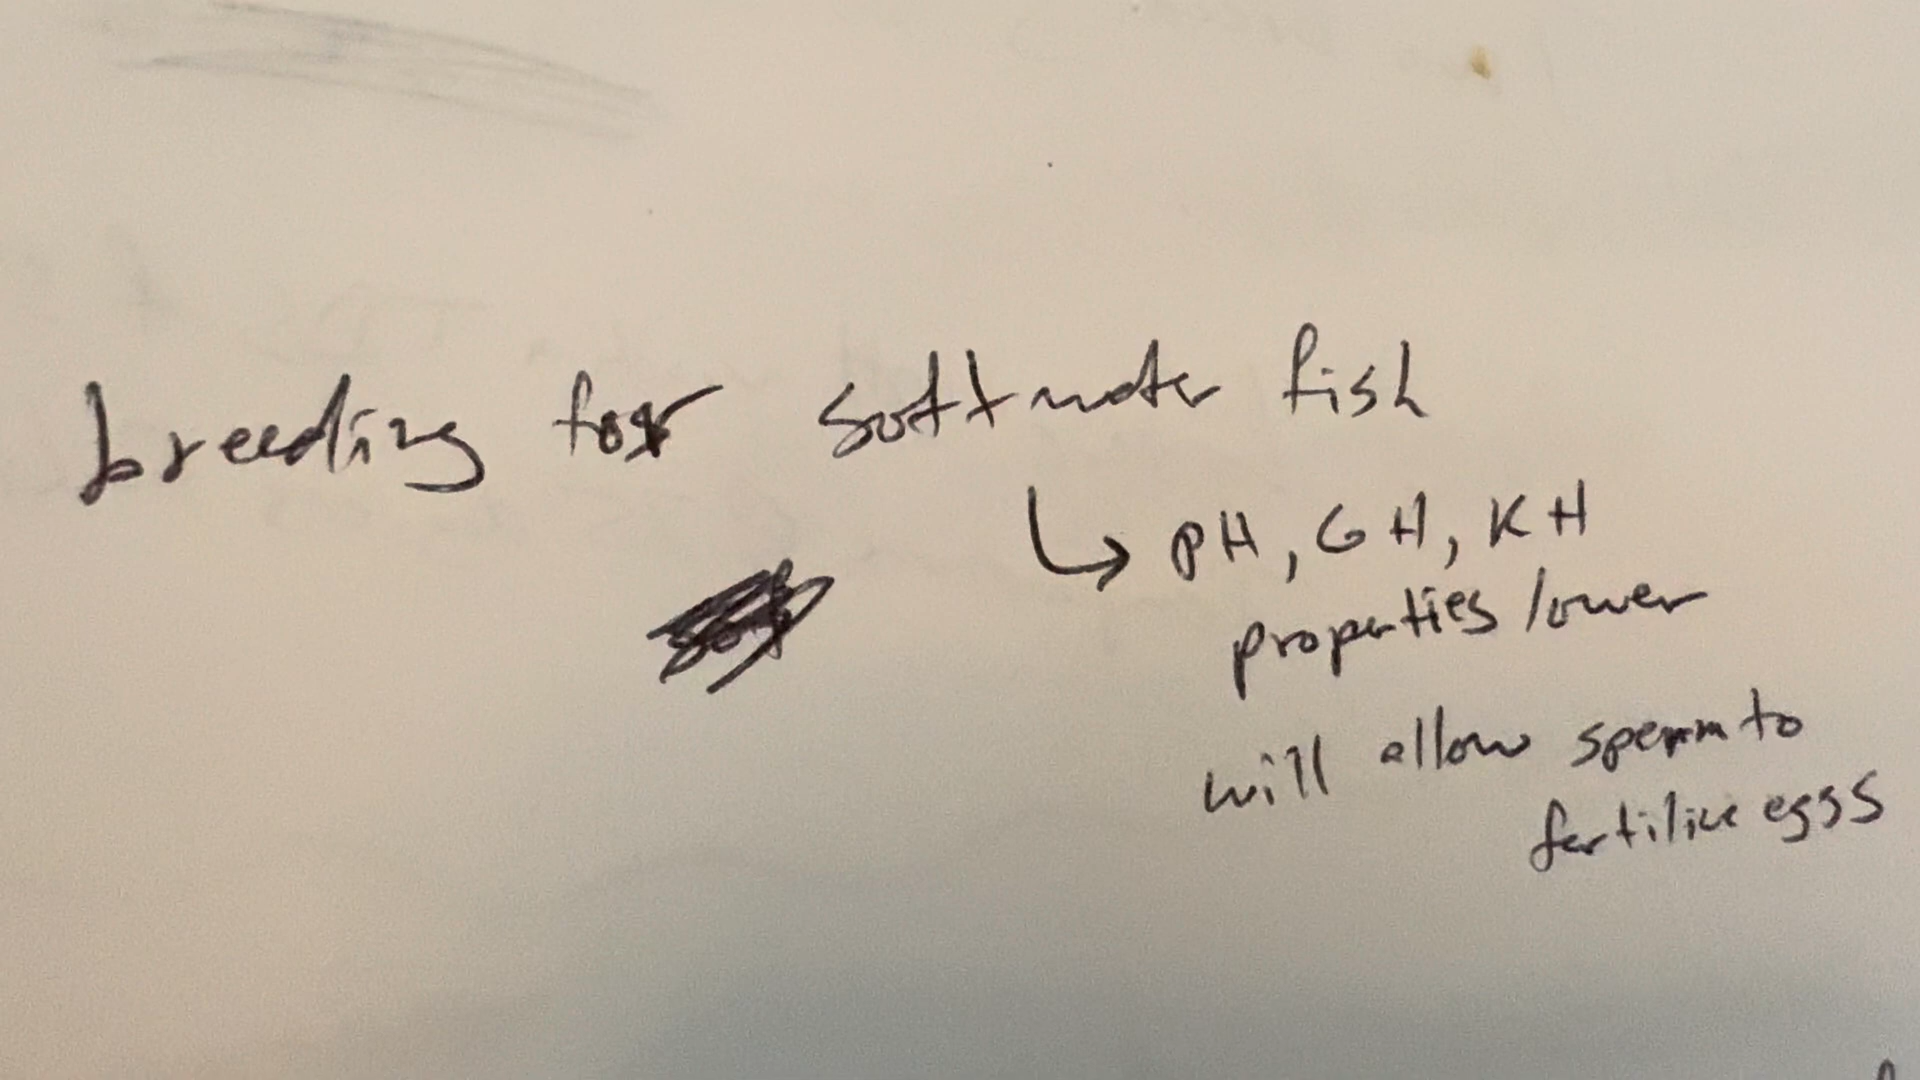 breeding for softwater fish
↳ pH, GH, KH
properties lower
will allow sperm to
fertilize eggs